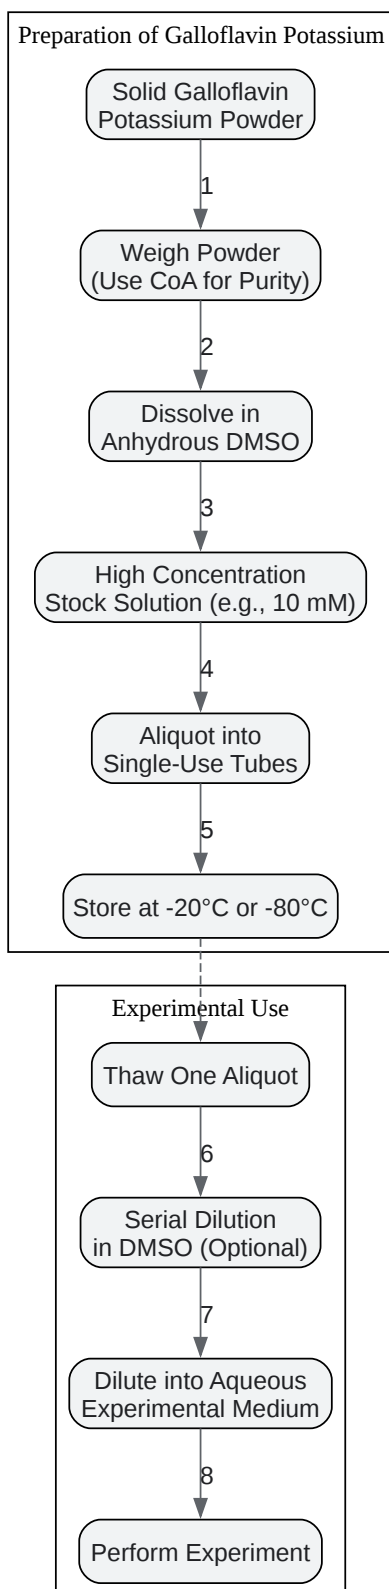 Preparation of Galloflavin Potassium
Solid Galloflavin
Potassium Powder
1
Weigh Powder
(Use CoA for Purity)
2
Dissolve in
Anhydrous DMSO
3
High Concentration
Stock Solution (e.g., 10 mM)
4
Aliquot into
Single-Use Tubes
5
Store at -20°C or -80°C
Experimental Use
Thaw One Aliquot
6
Serial Dilution
in DMSO (Optional)
7
Dilute into Aqueous
Experimental Medium
8
Perform Experiment